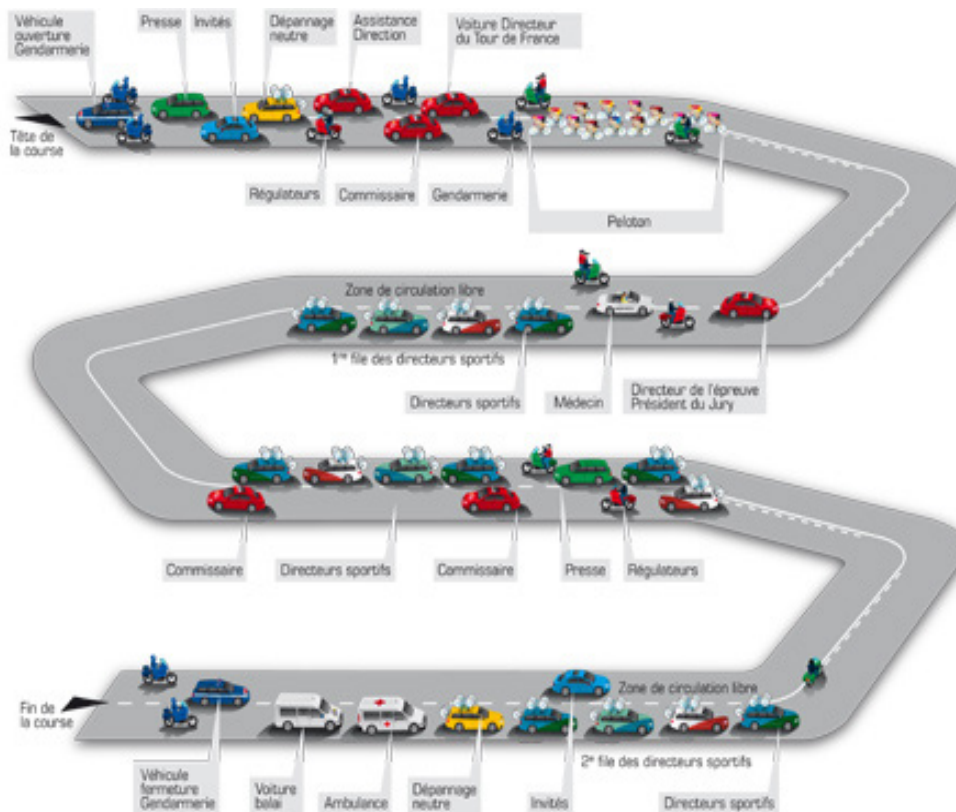 Véhicule
ouverture
Gendarmerie
Presse
Invités
Dépannage
neutre
Assistance
Direction
Voiture Directeur
du Tour de France
Tête de
la course
Régulateurs
Commissaire
Gendarmerie
Peloton
Zone de circulation libre
1re file des directeurs sportifs
Directeurs sportifs
Médecin
Directeur de l'épreuve
Président du Jury
Commissaire
Directeurs sportifs
Commissaire
Presse
Régulateurs
Zone de circulation libre
Fin de
la course
2e file des directeurs sportifs
Véhicule
fermeture
Gendarmerie
Voiture
balai
Ambulance
Dépannage
neutre
Invités
Directeurs sportifs